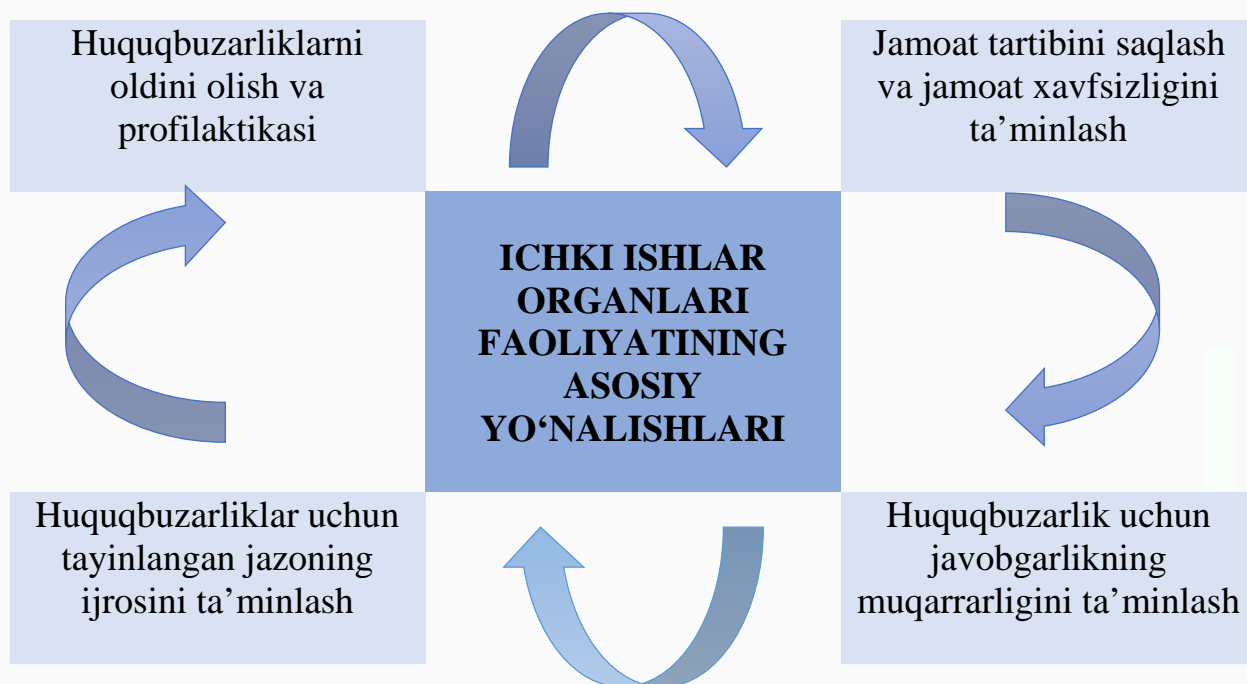 Huquqbuzarliklarni
oldini olish va
profilaktikasi
Jamoat tartibini saqlash
va jamoat xavfsizligini
ta’minlash
ICHKI ISHLAR
ORGANLARI
FAOLIYATINING
ASOSIY
YO‘NALISHLARI
Huquqbuzarliklar uchun
tayinlangan jazoning
ijrosini ta’minlash
Huquqbuzarlik uchun
javobgarlikning
muqarrarligini ta’minlash